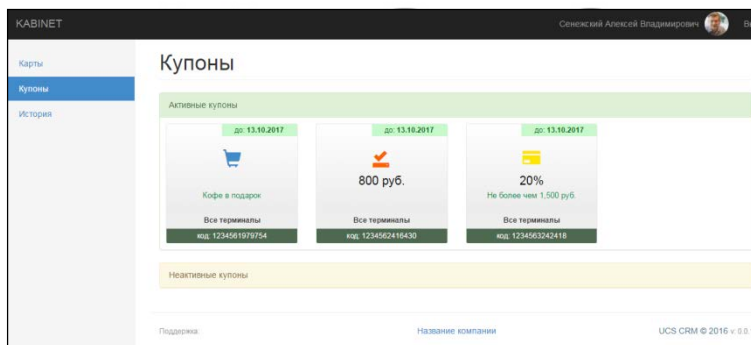 KABINET
Сенежский Алексей Владимирович
Карты
Купоны
История
Купоны
Активные купоны
до: 13.10.2017
Кофе в подарок
Все терминалы
код: 1234561979754
до: 13.10.2017
800 руб.
Все терминалы
код: 1234562416430
до: 13.10.2017
20%
Не более чем 1,500 руб.
Все терминалы
код: 1234563242418
Неактивные купоны
Поддержка:
Название компании
UCS CRM © 2016 v: 0.0.